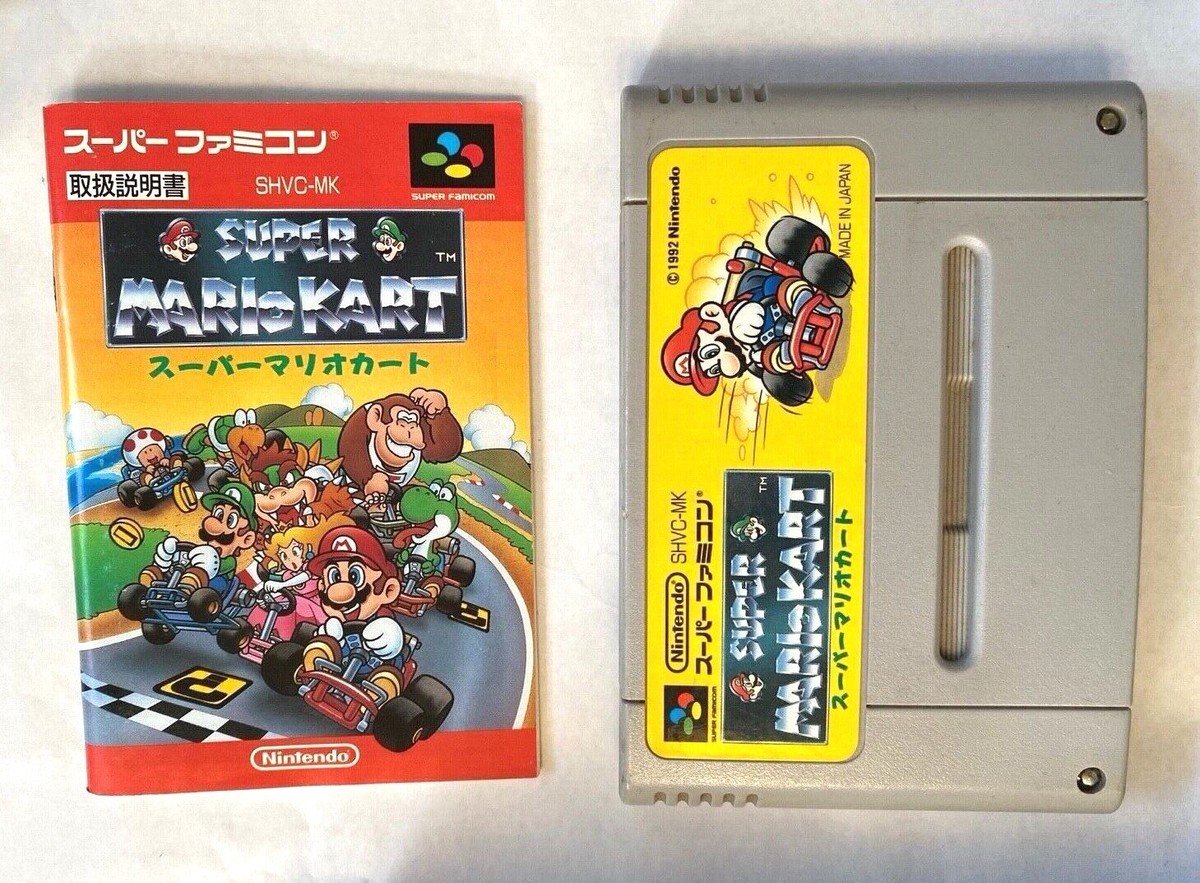 スーパーファミコン®
取扱説明書
SHVC-MK
SUPER FAMICOM
SUPER
MARIO KART
TM
スーパーマリオカート
Nintendo
© 1992 Nintendo
MADE IN JAPAN
Nintendo
SHVC-MK
スーパーファミコン®
SUPER FAMICOM
SUPER
MARIO KART
TM
スーパーマリオカート